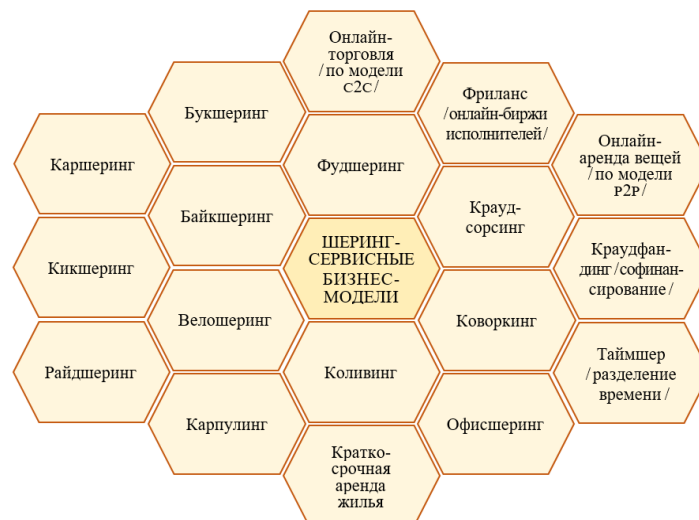 Онлайн-
торговля
/по модели
C2C/
Букшеринг
Фриланс
/онлайн-биржи
исполнителей/
Каршеринг
Фудшеринг
Онлайн-
аренда вещей
/по модели
P2P/
Байкшеринг
Крауд-
сорсинг
Кикшеринг
ШЕРИНГ-
СЕРВИСНЫЕ
БИЗНЕС-
МОДЕЛИ
Краудфан-
динг/софинан-
сирование/
Велошеринг
Коворкинг
Райдшеринг
Коливинг
Таймшер
/разделение
времени/
Карпулинг
Офисшеринг
Кратко-
срочная
аренда
жилья